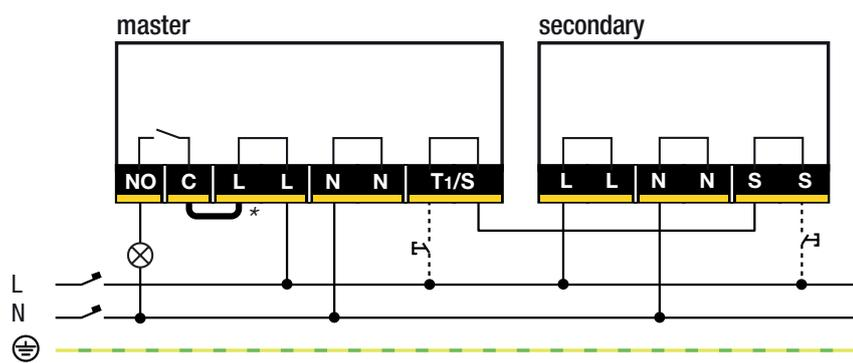 master secondary
NO C L L N N T1/S L L N N S S
*
L
N